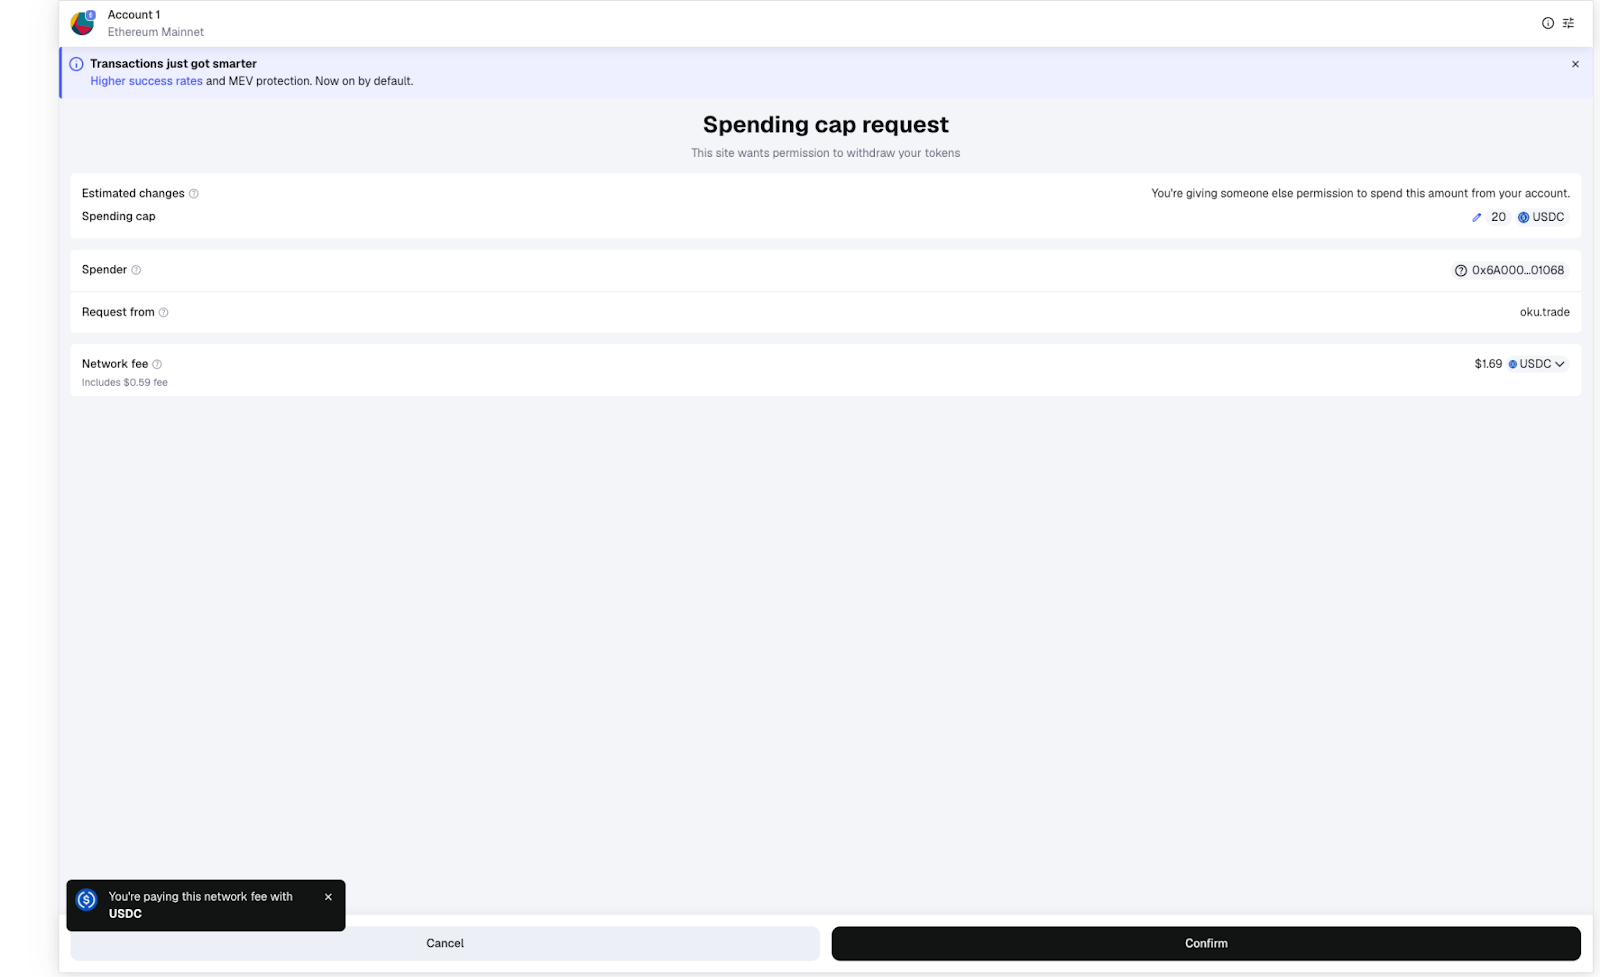 Account 1
Ethereum Mainnet
Transactions just got smarter
Higher success rates and MEV protection. Now on by default.
Spending cap request
This site wants permission to withdraw your tokens
Estimated changes
You're giving someone else permission to spend this amount from your account.
Spending cap
20 USDC
Spender
0x6A000...01068
Request from
oku.trade
Network fee
$1.69 USDC
Includes $0.59 fee
You're paying this network fee with
USDC
Cancel
Confirm